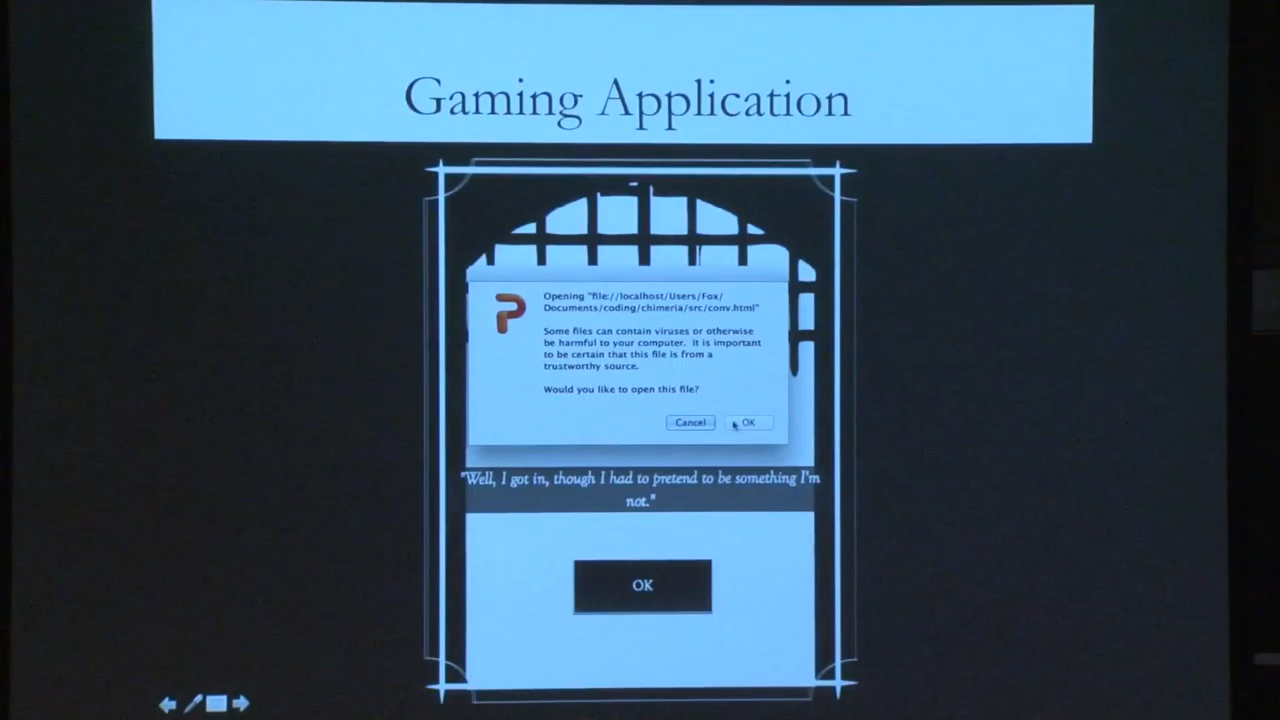 Gaming Application
Opening "file://localhost/Users/Fox/
Documents/coding/chimeria/src/conv.html"
Some files can contain viruses or otherwise
be harmful to your computer. It is important
to be certain that this file is from a
trustworthy source.
Would you like to open this file?
Cancel OK
"Well, I got in, though I had to pretend to be something I'm
not."
OK